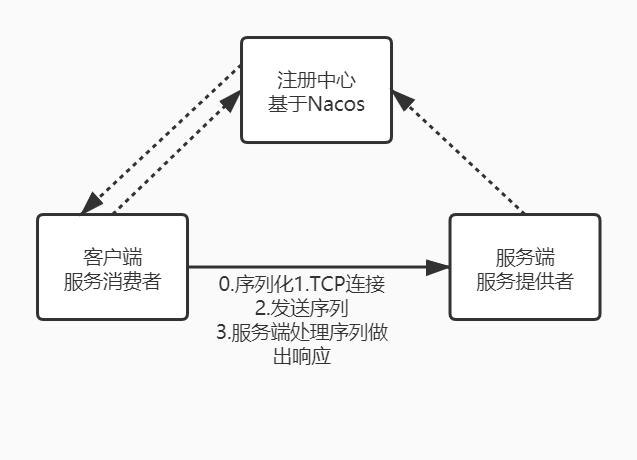 注册中心
基于Nacos
客户端
服务消费者
服务端
服务提供者
0.序列化1.TCP连接
2.发送序列
3.服务端处理序列做
出响应